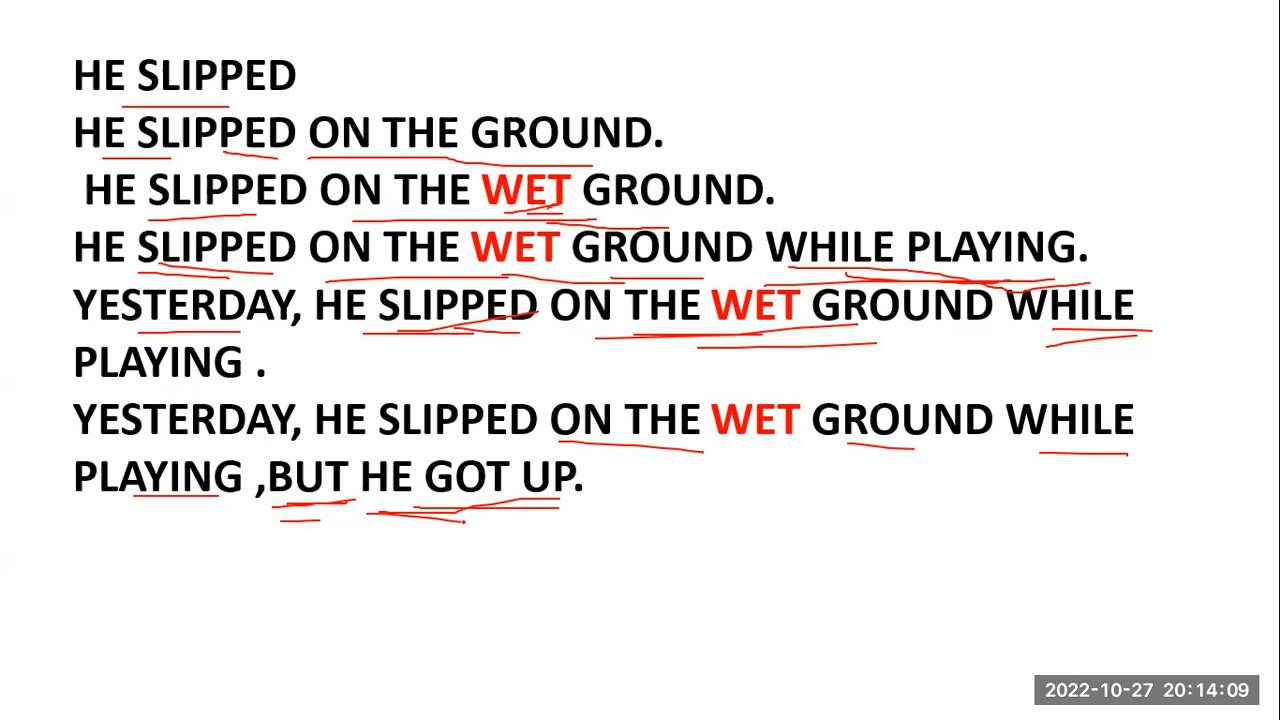 HE SLIPPED
HE SLIPPED ON THE GROUND.
HE SLIPPED ON THE WET GROUND.
HE SLIPPED ON THE WET GROUND WHILE PLAYING.
YESTERDAY, HE SLIPPED ON THE WET GROUND WHILE
PLAYING .
YESTERDAY, HE SLIPPED ON THE WET GROUND WHILE
PLAYING ,BUT HE GOT UP.
2022-10-27 20:14:09